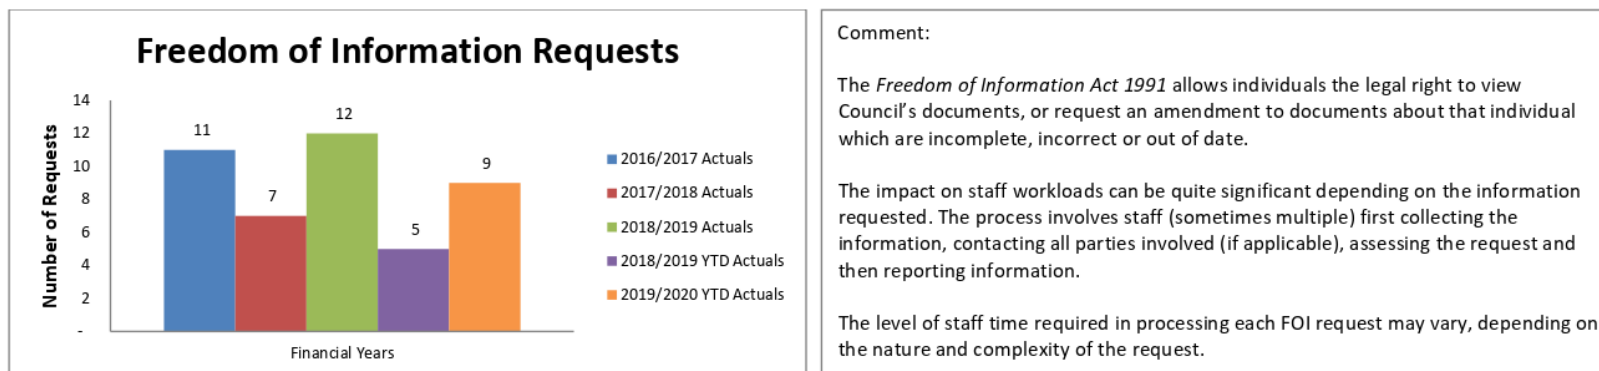 Freedom of Information Requests
Number of Requests
14
12
10
8
6
4
2
-
11
7
12
5
9
Financial Years
2016/2017 Actuals
2017/2018 Actuals
2018/2019 Actuals
2018/2019 YTD Actuals
2019/2020 YTD Actuals
Comment:
The Freedom of Information Act 1991 allows individuals the legal right to view
Council's documents, or request an amendment to documents about that individual
which are incomplete, incorrect or out of date.
The impact on staff workloads can be quite significant depending on the information
requested. The process involves staff (sometimes multiple) first collecting the
information, contacting all parties involved (if applicable), assessing the request and
then reporting information.
The level of staff time required in processing each FOI request may vary, depending on
the nature and complexity of the request.